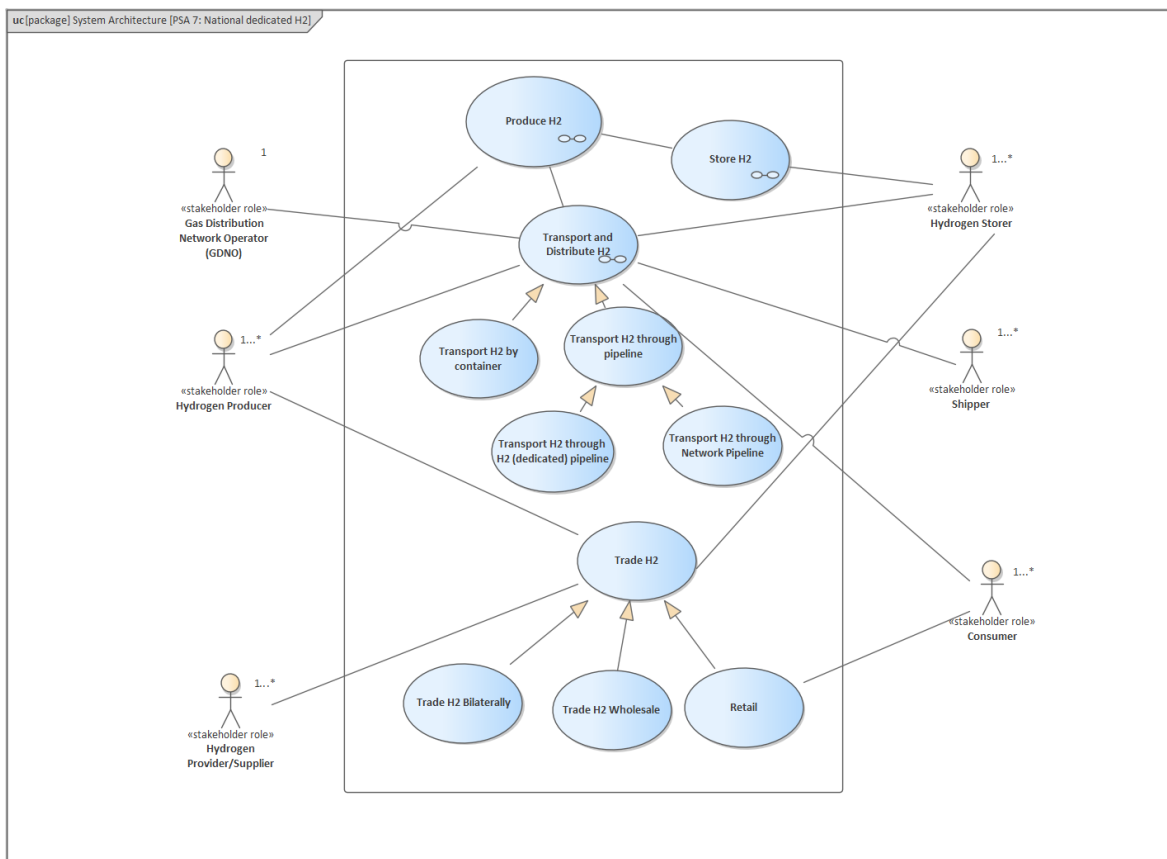 uc [package] System Architecture [PSA 7: National dedicated H2]
Produce H2
Store H2
1
«stakeholder role»
Gas Distribution
Network Operator
(GDNO)
1...*
«stakeholder role»
Hydrogen Storer
Transport and
Distribute H2
1...*
«stakeholder role»
Hydrogen Producer
Transport H2 by
container
Transport H2 through
pipeline
1...*
«stakeholder role»
Shipper
Transport H2 through
H2 (dedicated) pipeline
Transport H2 through
Network Pipeline
Trade H2
1...*
«stakeholder role»
Consumer
1...*
«stakeholder role»
Hydrogen
Provider/Supplier
Trade H2 Bilaterally
Trade H2 Wholesale
Retail